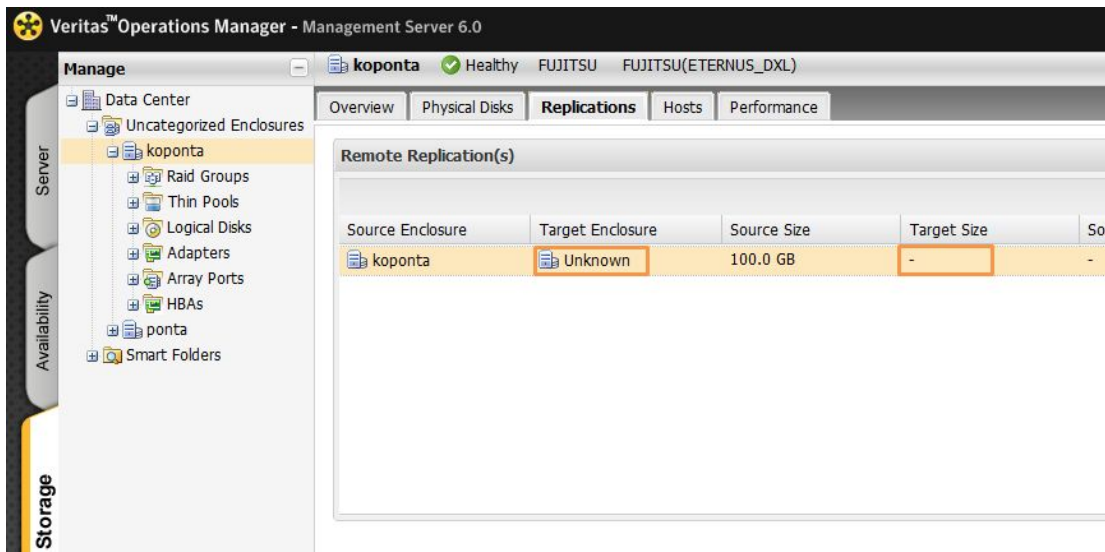 Veritas™Operations Manager - Management Server 6.0
Manage
koponta Healthy FUJITSU FUJITSU(ETERNUS_DXL)
Data Center
Uncategorized Enclosures
koponta
Raid Groups
Thin Pools
Logical Disks
Adapters
Array Ports
HBAs
ponta
Smart Folders
Server
Availability
Storage
Overview Physical Disks Replications Hosts Performance
Remote Replication(s)
Source Enclosure Target Enclosure Source Size Target Size So
koponta Unknown 100.0 GB - -